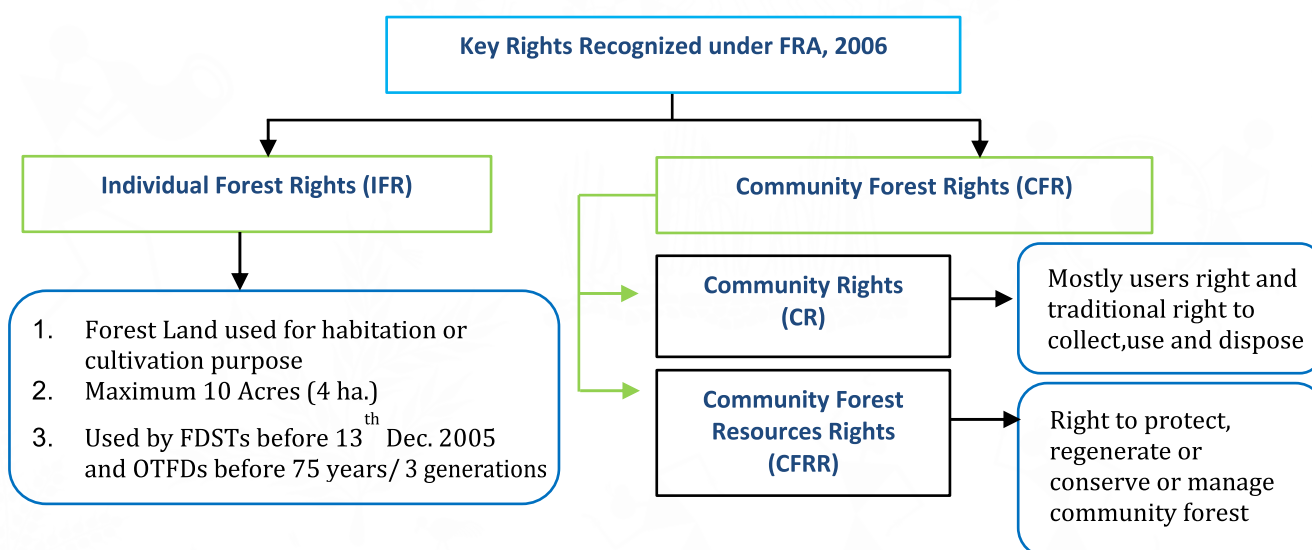 Key Rights Recognized under FRA, 2006
Individual Forest Rights (IFR)
1. Forest Land used for habitation or
cultivation purpose
2. Maximum 10 Acres (4 ha.)
3. Used by FDSTs before 13th Dec. 2005
and OTFDs before 75 years/ 3 generations
Community Forest Rights (CFR)
Community Rights
(CR)
Mostly users right and
traditional right to
collect,use and dispose
Community Forest
Resources Rights
(CFRR)
Right to protect,
regenerate or
conserve or manage
community forest